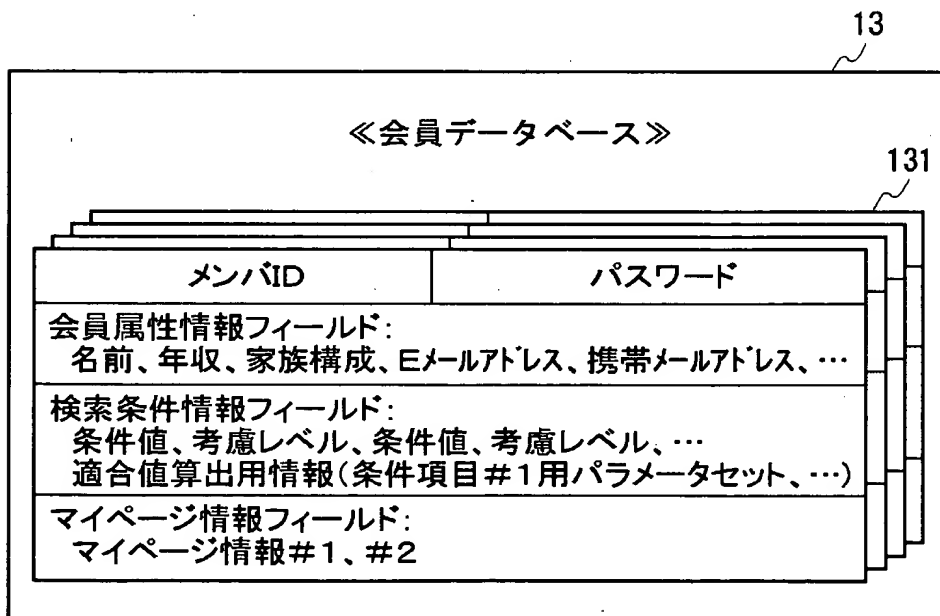 13
≪会員データベース≫
131
メンバID パスワード
会員属性情報フィールド:
名前、年収、家族構成、Eメールアドレス、携帯メールアドレス、…
検索条件情報フィールド:
条件値、考慮レベル、条件値、考慮レベル、…
適合値算出用情報(条件項目#1用パラメータセット、…)
マイページ情報フィールド:
マイページ情報#1、#2